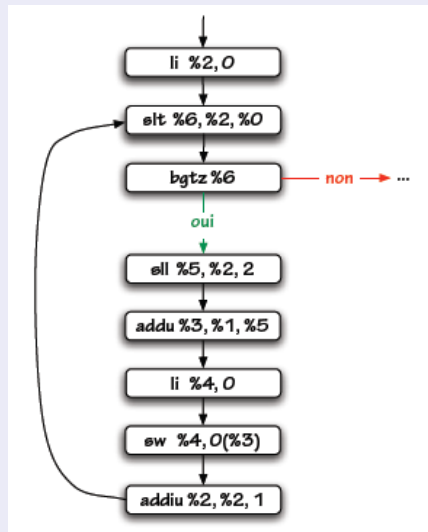 li %2, 0
slt %6, %2, %0
bgtz %6
non
...
oui
sll %5, %2, 2
addu %3, %1, %5
li %4, 0
sw %4, 0(%3)
addiu %2, %2, 1